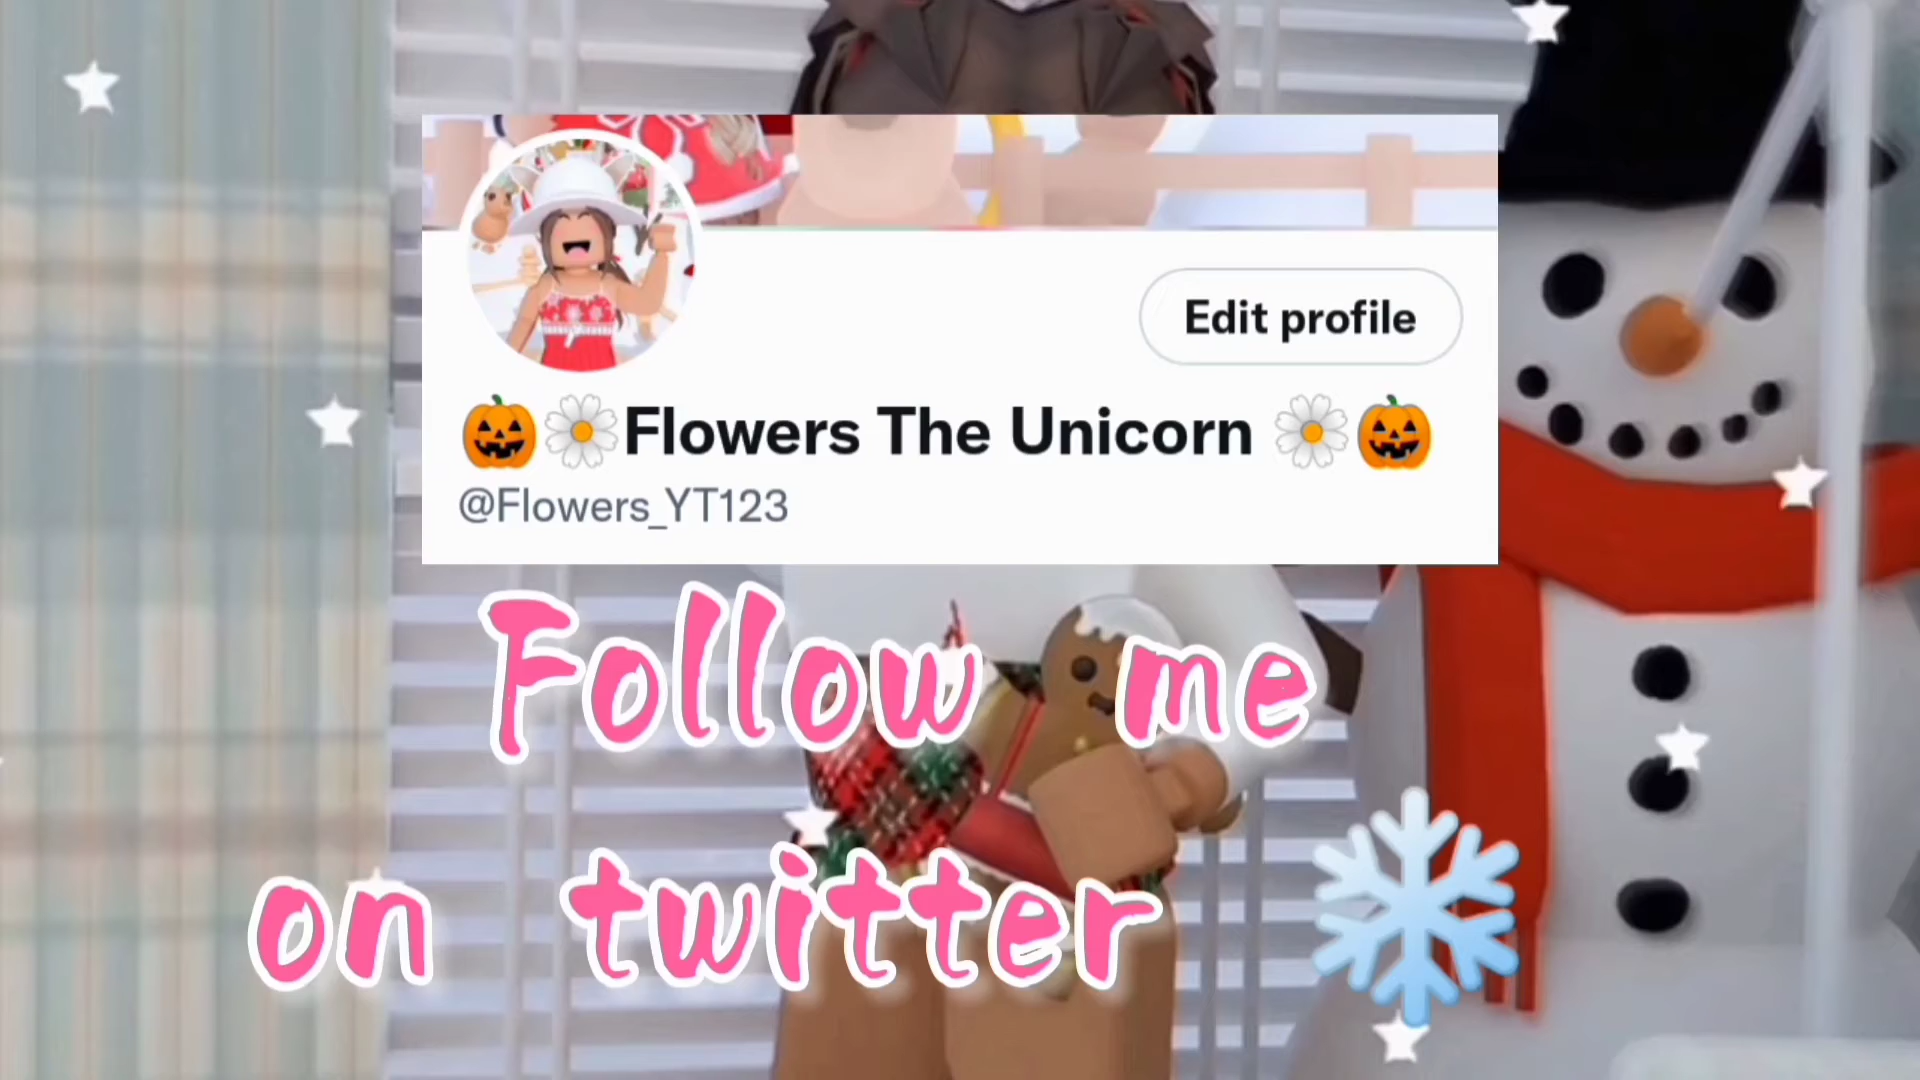 Edit profile
🎃🌼Flowers The Unicorn 🌼🎃
@Flowers_YT123
Follow me
on twitter ❄️